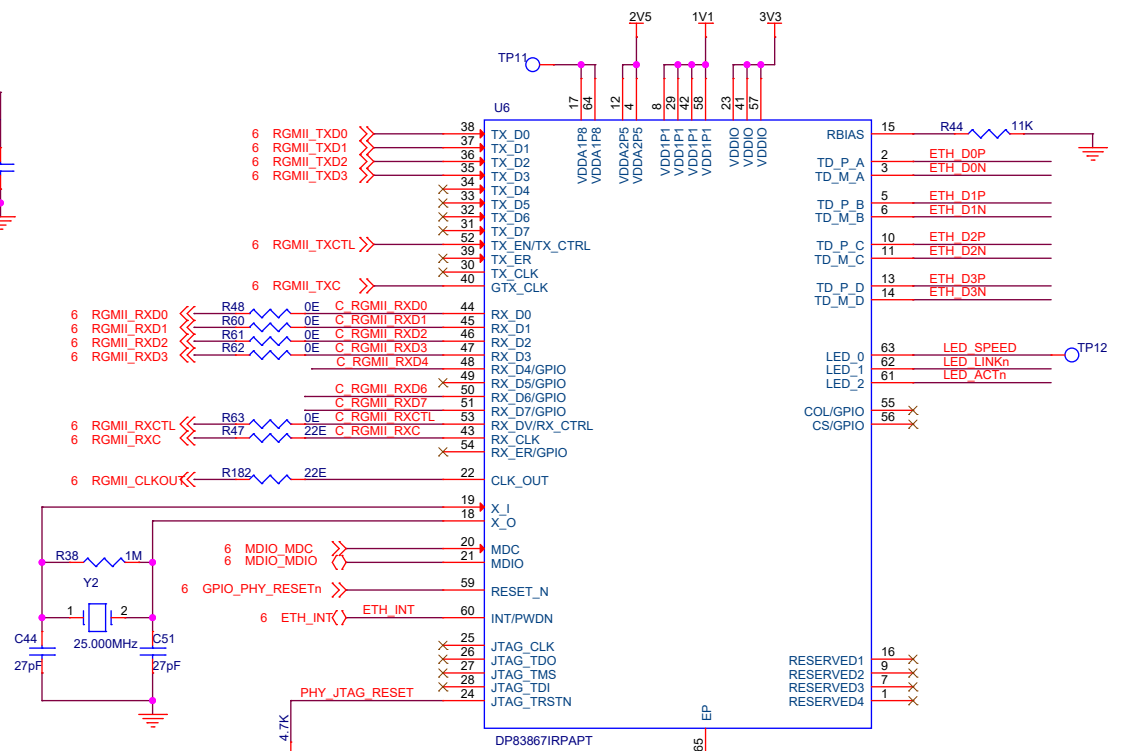 2V5 1V1 3V3
TP11
U6
17 64 12 4 8 29 42 58 23 41 57
VDDA1P8 VDDA1P8 VDDA2P5 VDDA2P5 VDD1P1 VDD1P1 VDD1P1 VDD1P1 VDDIO VDDIO VDDIO
6 RGMII_TXD0 38 TX_D0
6 RGMII_TXD1 37 TX_D1
6 RGMII_TXD2 36 TX_D2
6 RGMII_TXD3 35 TX_D3
34 TX_D4
33 TX_D5
32 TX_D6
31 TX_D7
6 RGMII_TXCTL 52 TX_EN/TX_CTRL
39 TX_ER
30 TX_CLK
6 RGMII_TXC 40 GTX_CLK
6 RGMII_RXD0 R48 0E C_RGMII_RXD0 44 RX_D0
6 RGMII_RXD1 R60 0E C_RGMII_RXD1 45 RX_D1
6 RGMII_RXD2 R61 0E C_RGMII_RXD2 46 RX_D2
6 RGMII_RXD3 R62 0E C_RGMII_RXD3 47 RX_D3
C_RGMII_RXD4 48 RX_D4/GPIO
49 RX_D5/GPIO
C_RGMII_RXD6 50 RX_D6/GPIO
C_RGMII_RXD7 51 RX_D7/GPIO
6 RGMII_RXCTL R63 0E C_RGMII_RXCTL 53 RX_DV/RX_CTRL
6 RGMII_RXC R47 22E C_RGMII_RXC 43 RX_CLK
54 RX_ER/GPIO
6 RGMII_CLKOUT R182 22E 22 CLK_OUT
19 X_I
18 X_O
6 MDIO_MDC 20 MDC
6 MDIO_MDIO 21 MDIO
R38 1M
Y2
6 GPIO_PHY_RESETn 59 RESET_N
1 2
6 ETH_INT ETH_INT 60 INT/PWDN
C44 25.000MHz C51
27pF 27pF
25 JTAG_CLK
26 JTAG_TDO
27 JTAG_TMS
28 JTAG_TDI
PHY_JTAG_RESET 24 JTAG_TRSTN
4.7K
RBIAS 15 R44 11K
TD_P_A 2 ETH_D0P
TD_M_A 3 ETH_D0N
TD_P_B 5 ETH_D1P
TD_M_B 6 ETH_D1N
TD_P_C 10 ETH_D2P
TD_M_C 11 ETH_D2N
TD_P_D 13 ETH_D3P
TD_M_D 14 ETH_D3N
LED_0 63 LED_SPEED TP12
LED_1 62 LED_LINKn
LED_2 61 LED_ACTn
COL/GPIO 55
CS/GPIO 56
RESERVED1 16
RESERVED2 9
RESERVED3 7
RESERVED4 1
EP
65
DP83867IRPAPT